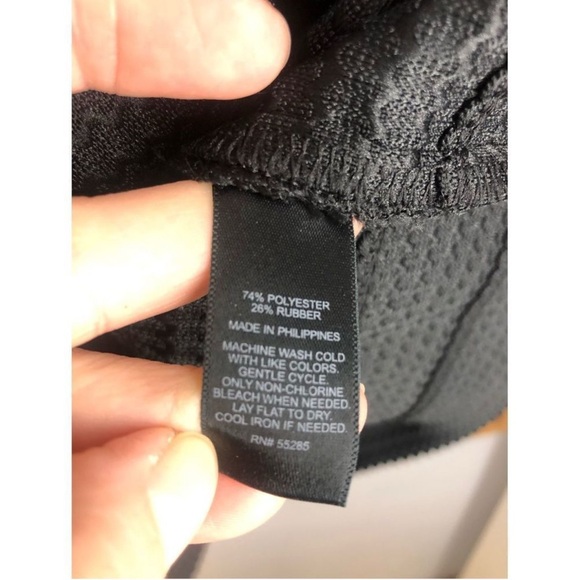 74% POLYESTER
26% RUBBER
MADE IN PHILIPPINES
MACHINE WASH COLD
WITH LIKE COLORS.
GENTLE CYCLE.
ONLY NON-CHLORINE
BLEACH WHEN NEEDED.
LAY FLAT TO DRY.
COOL IRON IF NEEDED.
RN# 55285